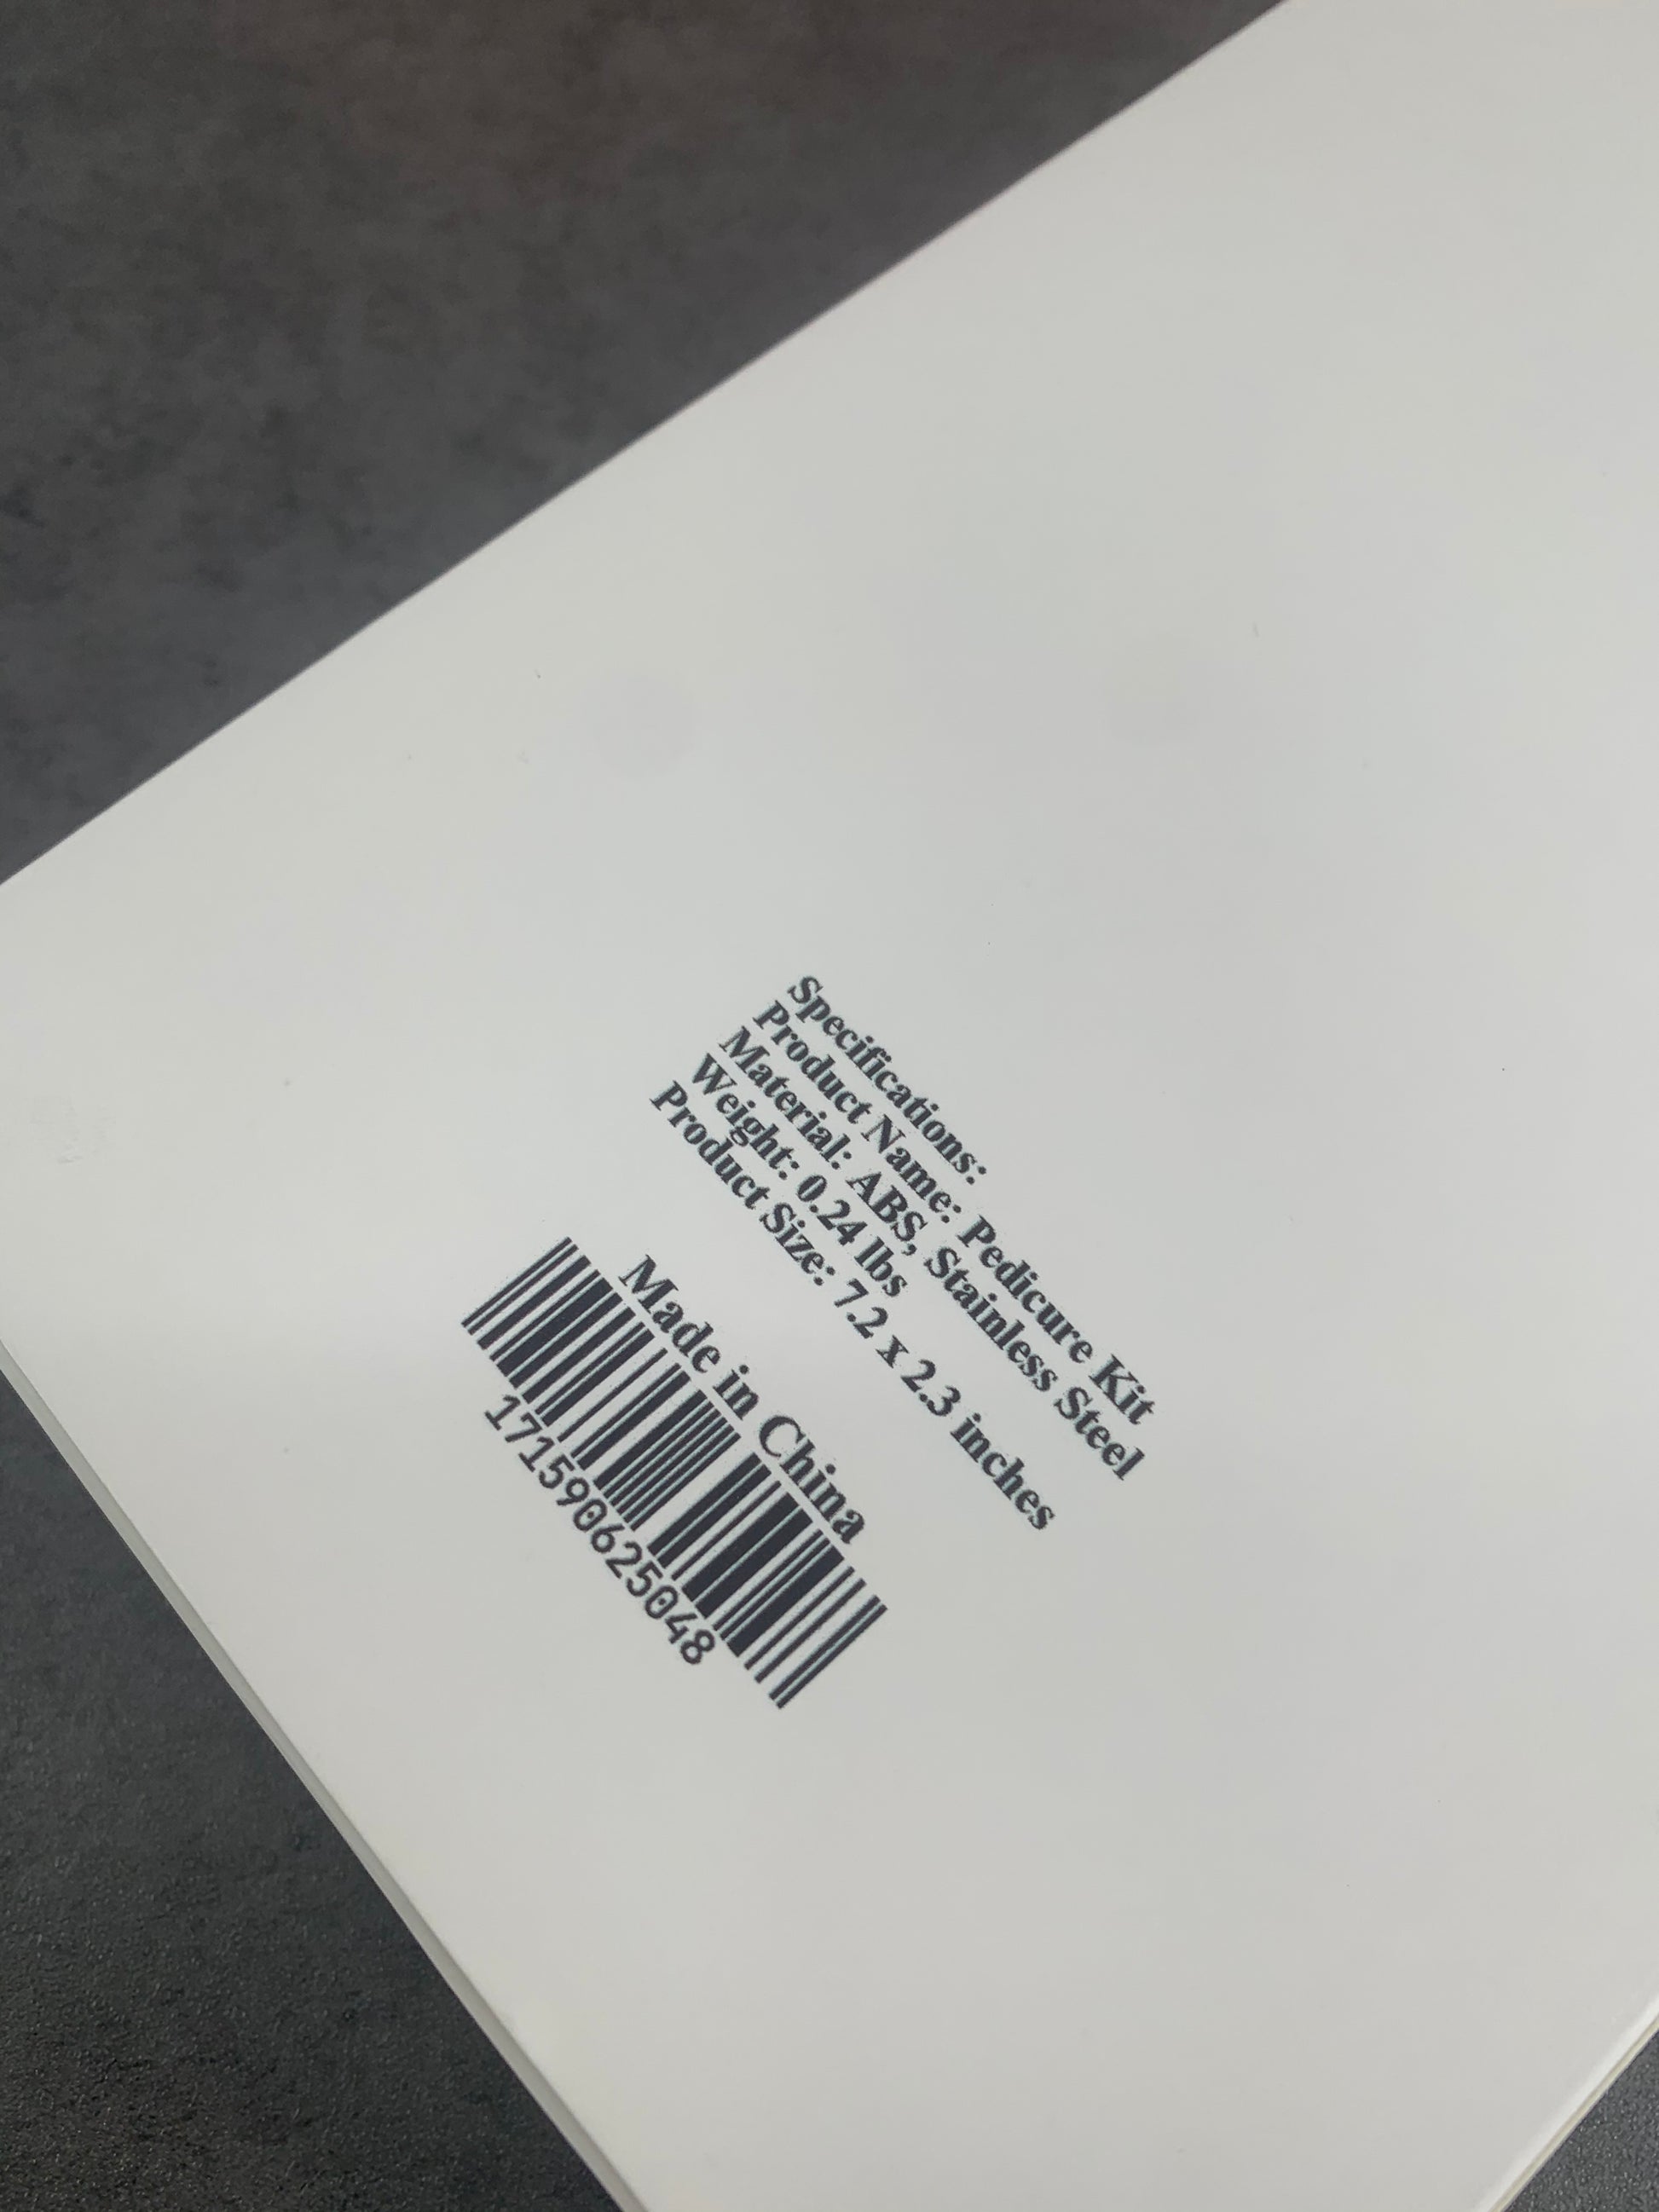 Specifications:
Product Name: Pedicure Kit
Material: ABS, Stainless Steel
Weight: 0.24 lbs
Product Size: 7.2 x 2.3 inches
Made in China
171590625048